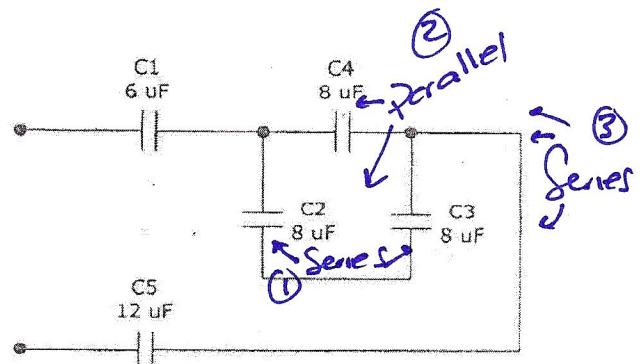 ②
parallel
C1
6 uF
C4
8 uF
③
Series
C2
8 uF
C3
8 uF
① Series
C5
12 uF